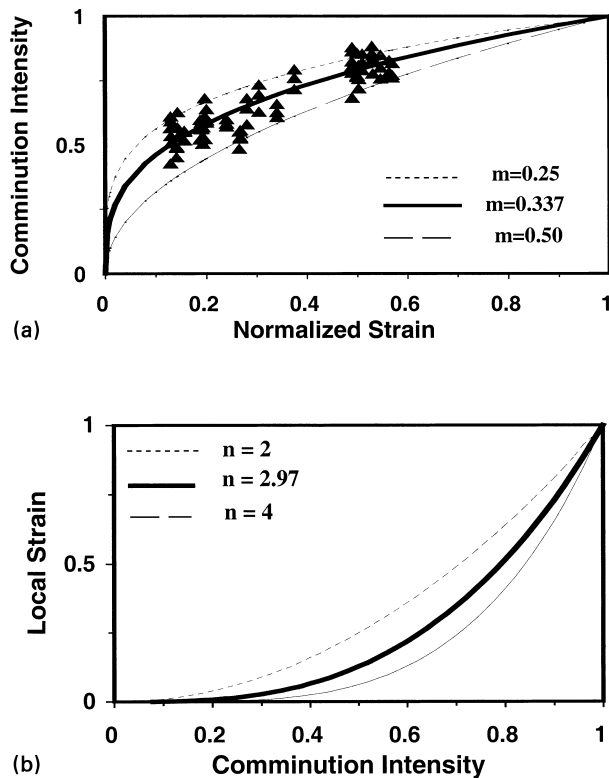 1
Comminution Intensity
0.5
0
m=0.25
m=0.337
m=0.50
0 0.2 0.4 0.6 0.8 1
(a) Normalized Strain
1
Local Strain
0.5
0
n = 2
n = 2.97
n = 4
0 0.2 0.4 0.6 0.8 1
(b) Comminution Intensity